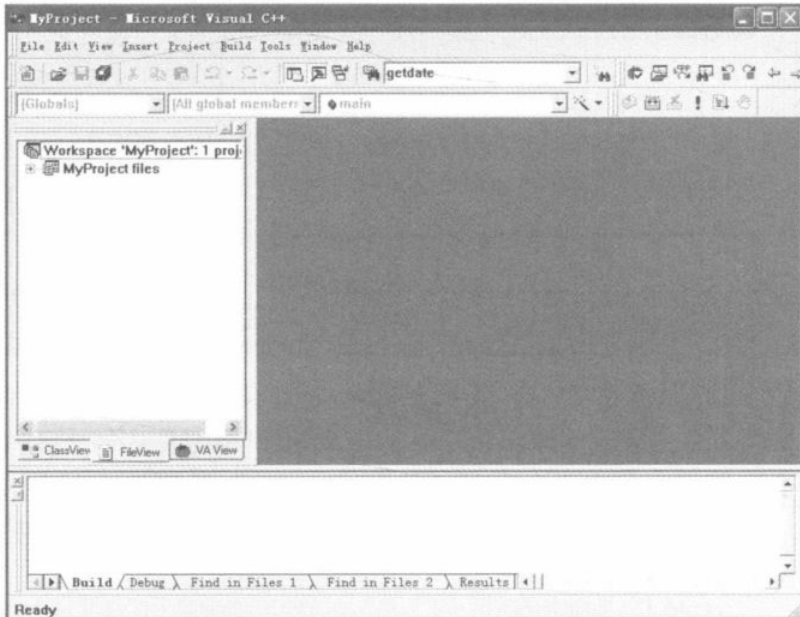 MyProject - Microsoft Visual C++
File Edit View Insert Project Build Tools Window Help
getdate
(Globals) (All global members main
Workspace 'MyProject': 1 proj
MyProject files
ClassView FileView VA View
Build Debug Find in Files 1 Find in Files 2 Results
Ready